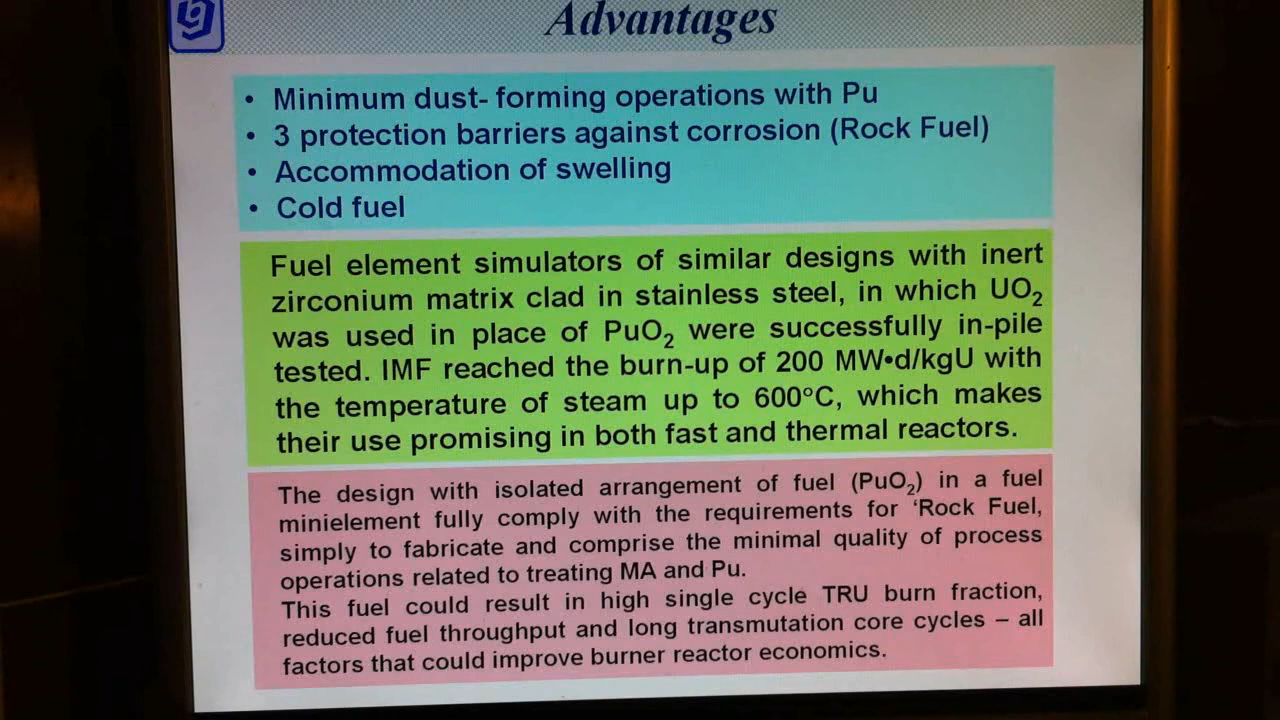 Advantages
• Minimum dust- forming operations with Pu
• 3 protection barriers against corrosion (Rock Fuel)
• Accommodation of swelling
• Cold fuel
Fuel element simulators of similar designs with inert
zirconium matrix clad in stainless steel, in which UO₂
was used in place of PuO₂ were successfully in-pile
tested. IMF reached the burn-up of 200 MW•d/kgU with
the temperature of steam up to 600°C, which makes
their use promising in both fast and thermal reactors.
The design with isolated arrangement of fuel (PuO₂) in a fuel
minielement fully comply with the requirements for ‘Rock Fuel,
simply to fabricate and comprise the minimal quality of process
operations related to treating MA and Pu.
This fuel could result in high single cycle TRU burn fraction,
reduced fuel throughput and long transmutation core cycles – all
factors that could improve burner reactor economics.